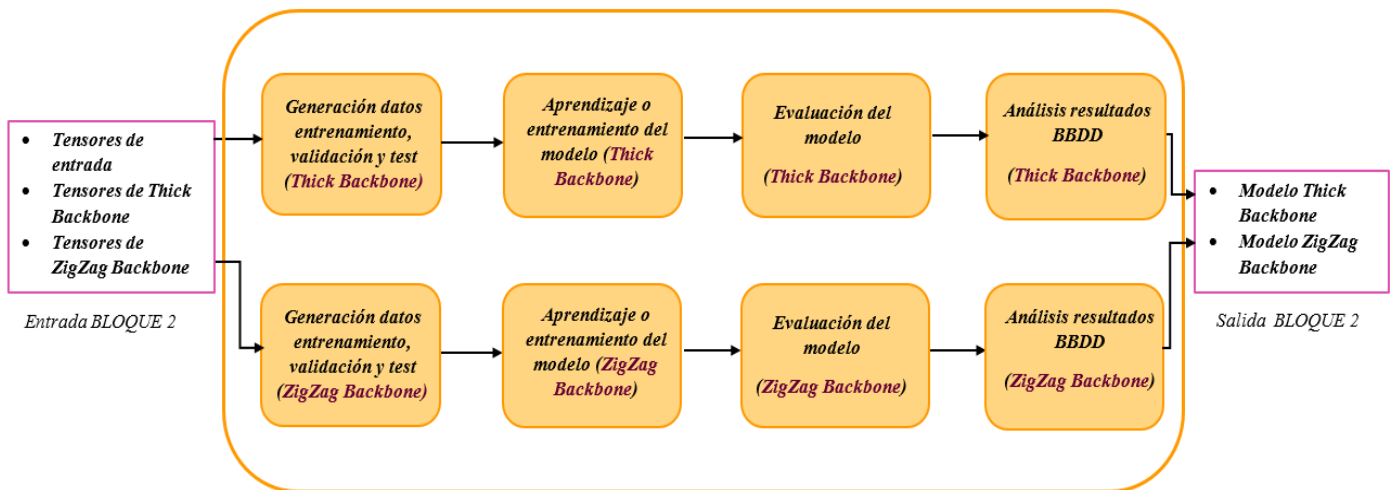 • Tensores de
entrada
• Tensores de Thick
Backbone
• Tensores de
ZigZag Backbone
Entrada BLOQUE 2
Generación datos
entrenamiento,
validación y test
(Thick Backbone)
Aprendizaje o
entrenamiento del
modelo (Thick
Backbone)
Evaluación del
modelo
(Thick Backbone)
Análisis resultados
BBDD
(Thick Backbone)
Generación datos
entrenamiento,
validación y test
(ZigZag Backbone)
Aprendizaje o
entrenamiento del
modelo (ZigZag
Backbone)
Evaluación del
modelo
(ZigZag Backbone)
Análisis resultados
BBDD
(ZigZag Backbone)
• Modelo Thick
Backbone
• Modelo ZigZag
Backbone
Salida BLOQUE 2